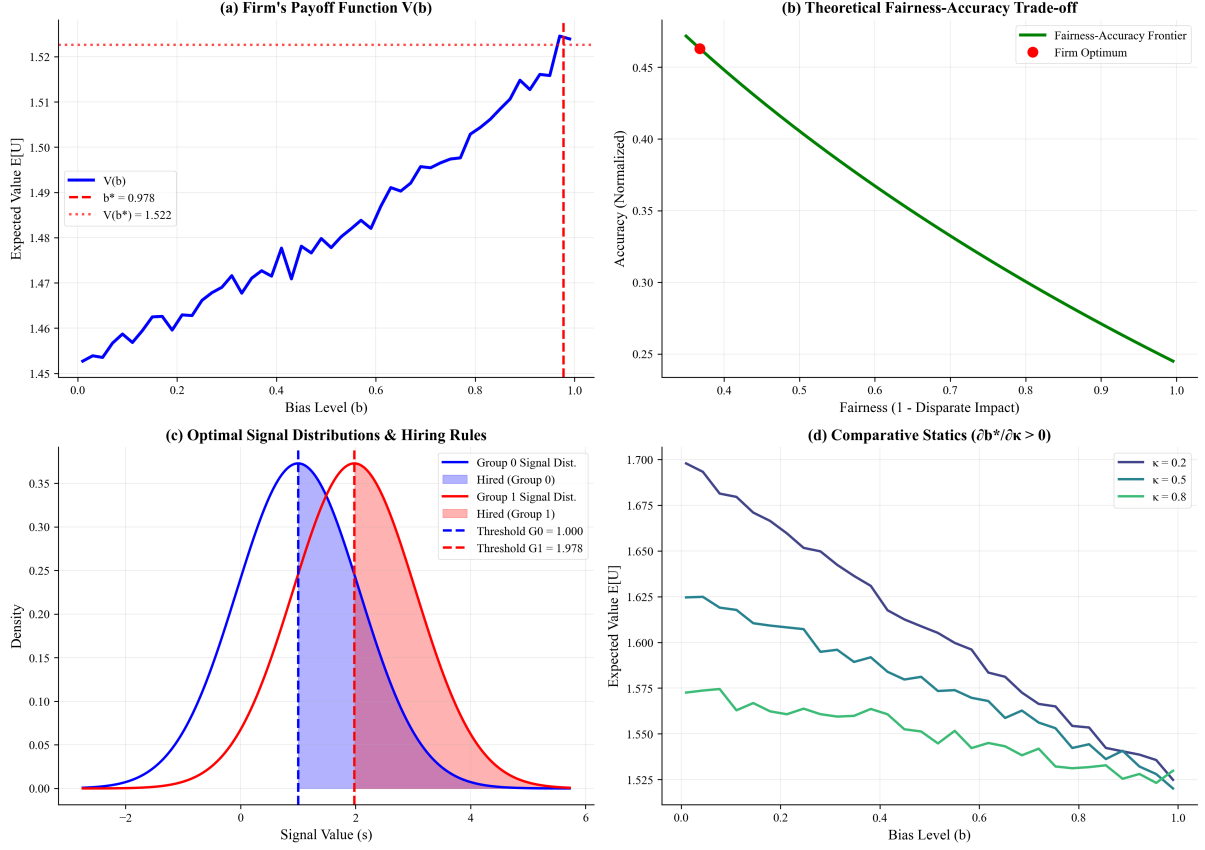 (a) Firm's Payoff Function V(b)
Expected Value E[U]
1.52
1.51
1.50
1.49
1.48
1.47
1.46
1.45
V(b)
b* = 0.978
V(b*) = 1.522
0.0
0.2
0.4
0.6
0.8
1.0
Bias Level (b)
(b) Theoretical Fairness-Accuracy Trade-off
Accuracy (Normalized)
0.45
0.40
0.35
0.30
0.25
Fairness-Accuracy Frontier
Firm Optimum
0.4
0.5
0.6
0.7
0.8
0.9
1.0
Fairness (1 - Disparate Impact)
(c) Optimal Signal Distributions & Hiring Rules
Density
0.35
0.30
0.25
0.20
0.15
0.10
0.05
0.00
Group 0 Signal Dist.
Hired (Group 0)
Group 1 Signal Dist.
Hired (Group 1)
Threshold G0 = 1.000
Threshold G1 = 1.978
−2
0
2
4
6
Signal Value (s)
(d) Comparative Statics (∂b*/∂κ > 0)
Expected Value E[U]
1.700
1.675
1.650
1.625
1.600
1.575
1.550
1.525
κ = 0.2
κ = 0.5
κ = 0.8
0.0
0.2
0.4
0.6
0.8
1.0
Bias Level (b)